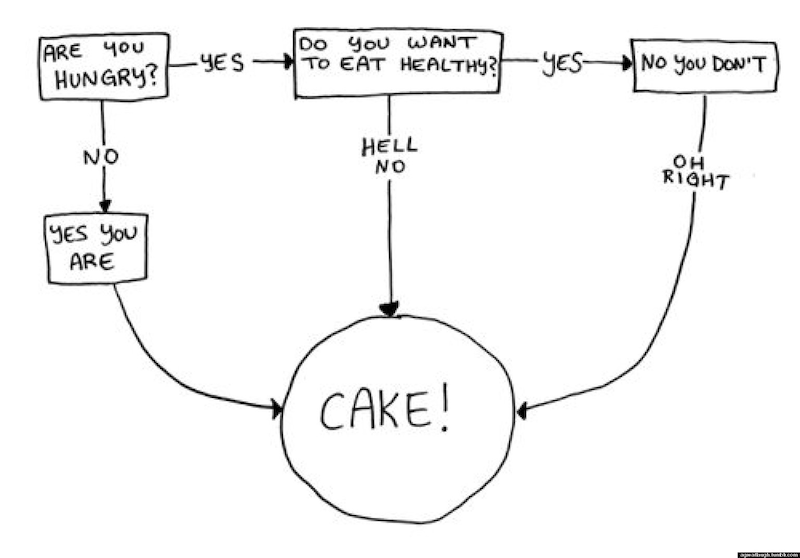 ARE YOU
HUNGRY?
YES
DO YOU WANT
TO EAT HEALTHY?
YES
NO YOU DON'T
NO
HELL
NO
OH
RIGHT
YES YOU
ARE
CAKE!